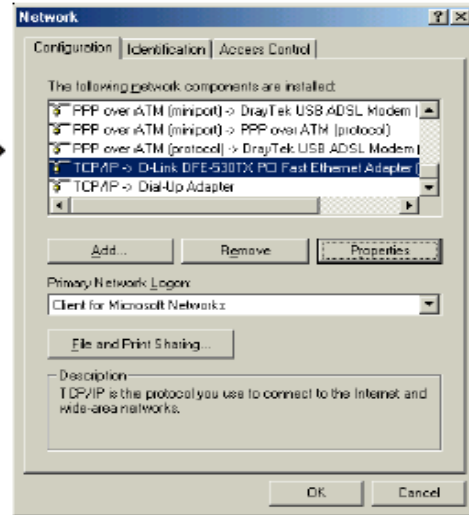 Network
Configuration Identification Access Control
The following network components are installed:
PPP over ATM (miniport) -> DrayTek USB ADSL Modem (
PPP over ATM (miniport) -> PPP over ATM (protocol)
PPP over ATM (protocol) -> DrayTek USB ADSL Modem (
TCP/IP -> D-Link DFE-530TX PCI Fast Ethernet Adapter (
TCP/IP -> Dial-Up Adapter
Add... Remove Properties
Primary Network Logon:
Client for Microsoft Networks
File and Print Sharing...
Description
TCP/IP is the protocol you use to connect to the Internet and
wide-area networks.
OK Cancel